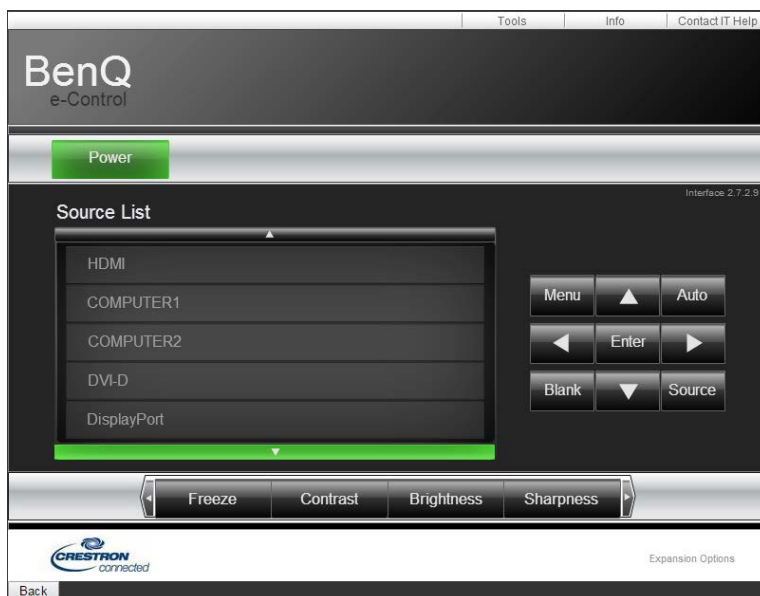 Tools Info Contact IT Help
BenQ
e-Control
Power
Interface 2.7.2.9
Source List
HDMI
COMPUTER1
COMPUTER2
DVI-D
DisplayPort
Menu Auto
Enter
Blank Source
Freeze Contrast Brightness Sharpness
CRESTRON
connected
Expansion Options
Back